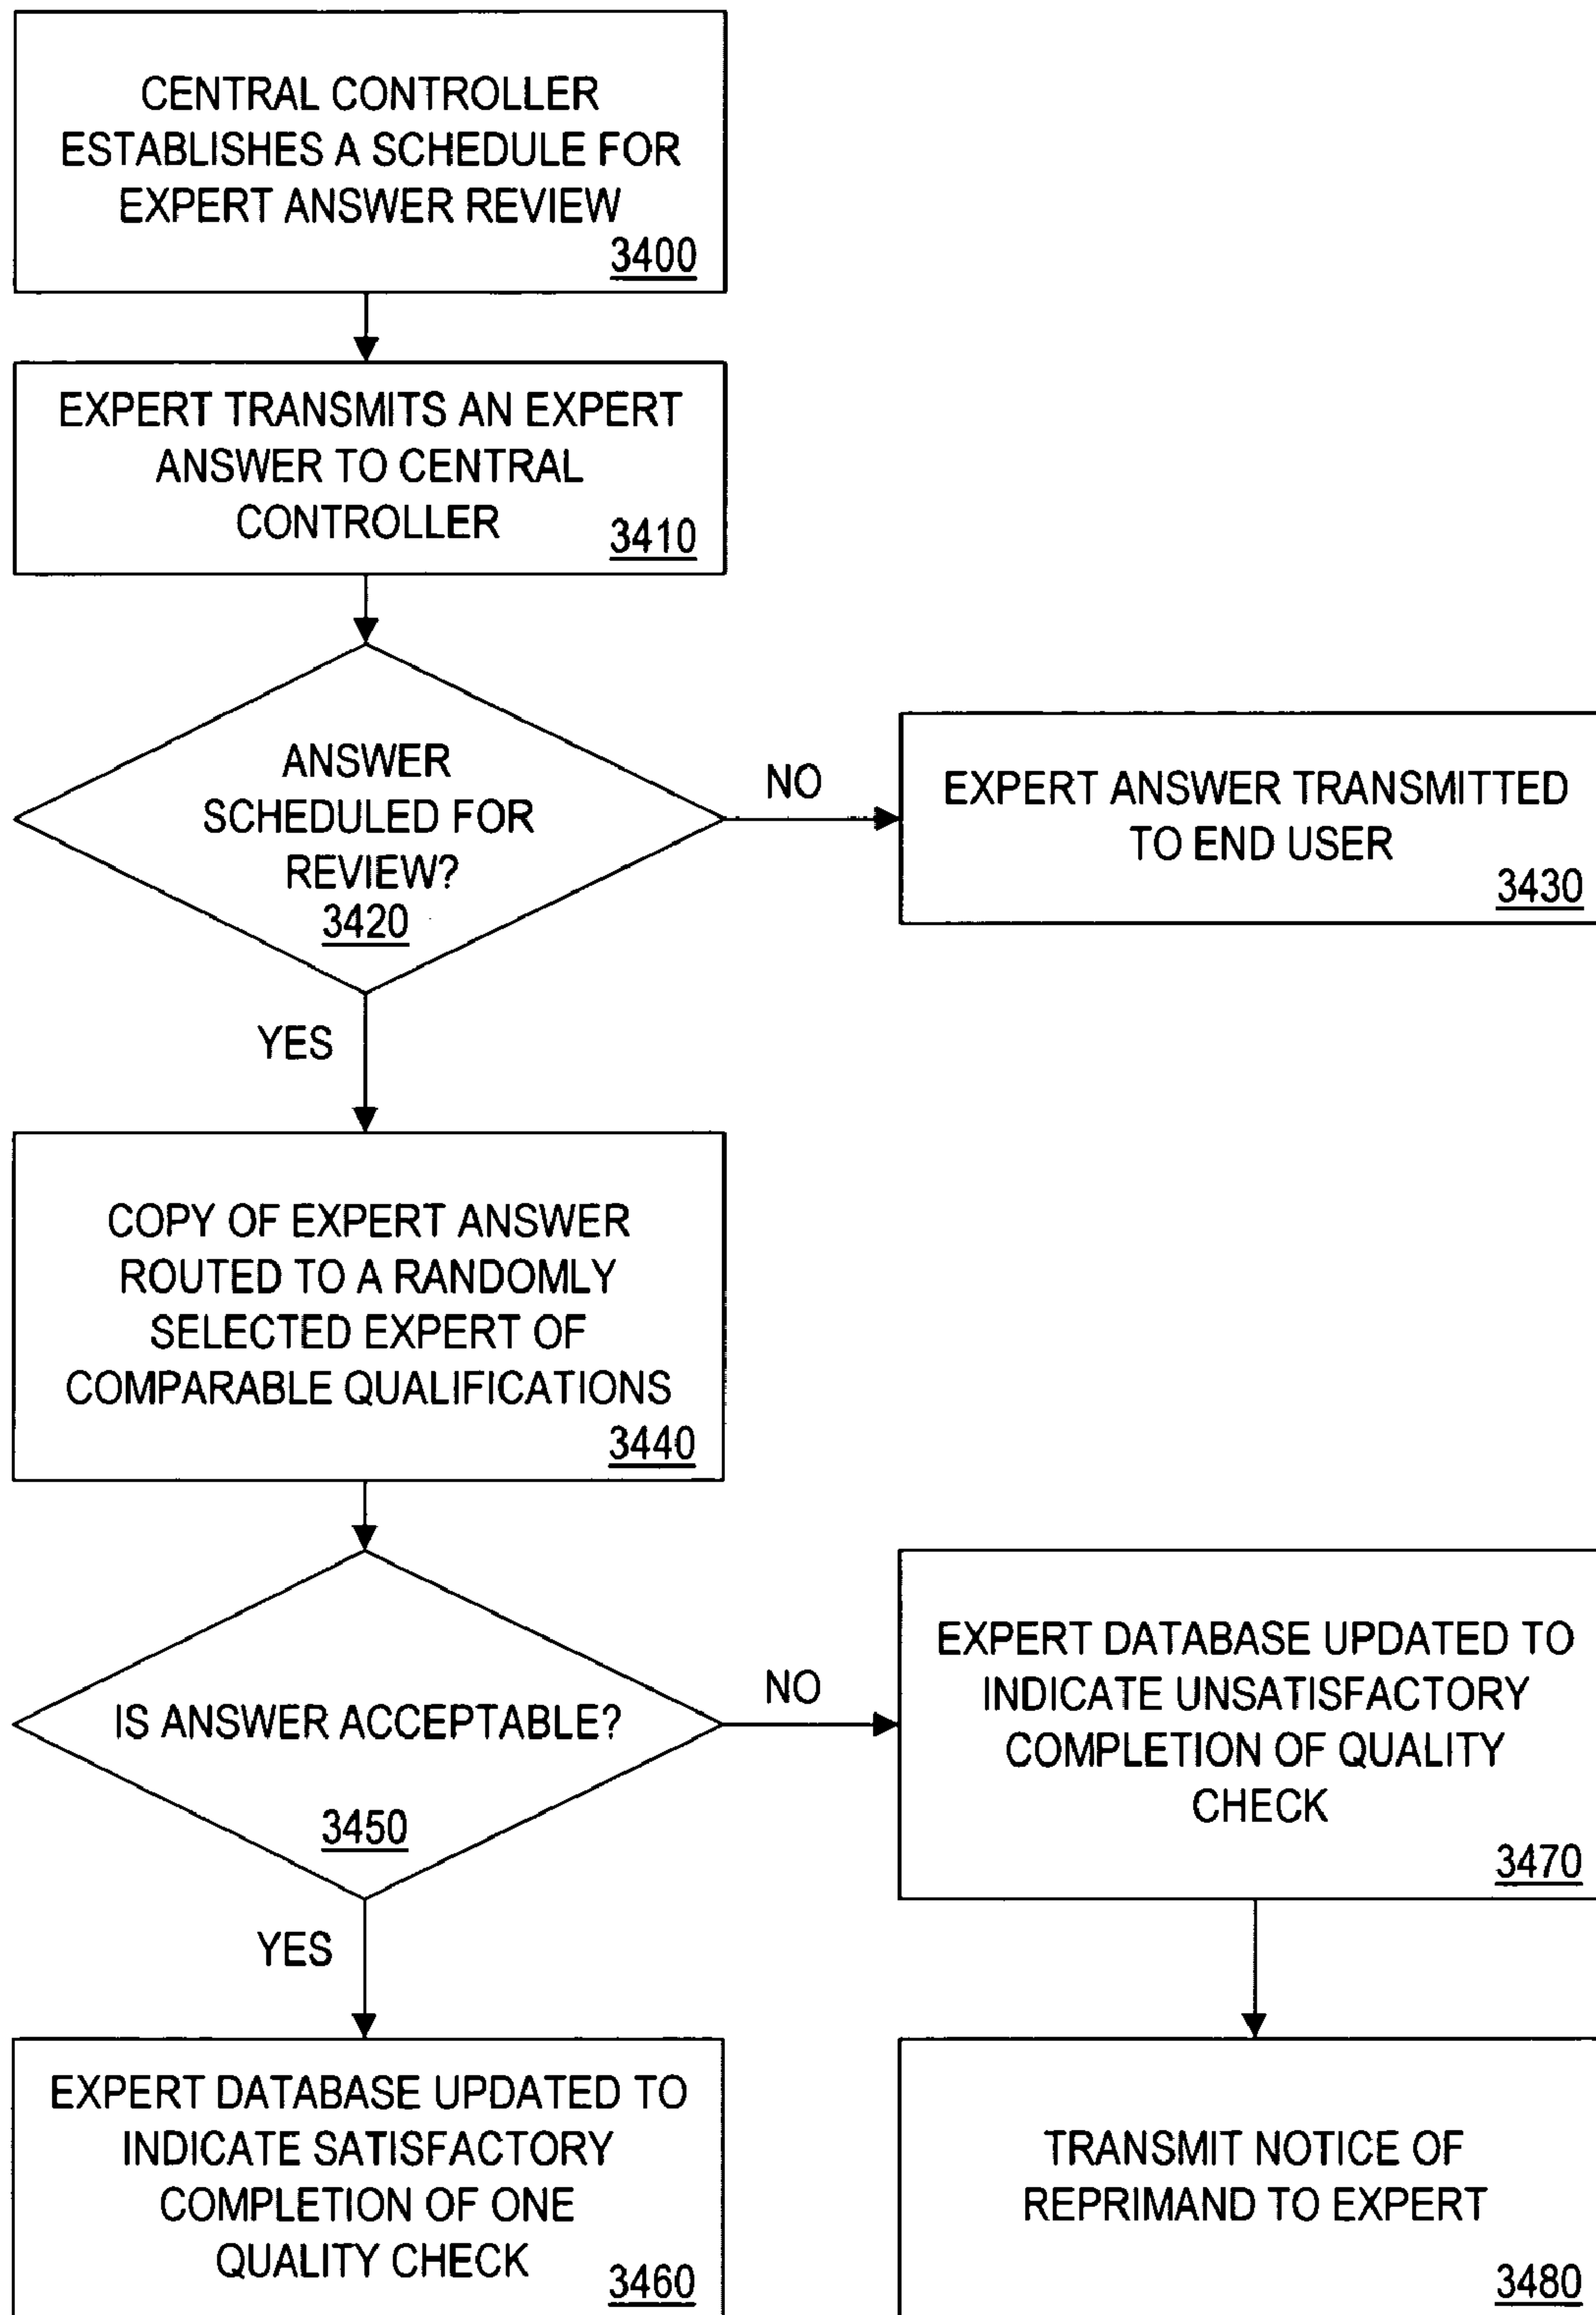 CENTRAL CONTROLLER
ESTABLISHES A SCHEDULE FOR
EXPERT ANSWER REVIEW
3400
EXPERT TRANSMITS AN EXPERT
ANSWER TO CENTRAL
CONTROLLER
3410
ANSWER
SCHEDULED FOR
REVIEW?
3420
NO
EXPERT ANSWER TRANSMITTED
TO END USER
3430
YES
COPY OF EXPERT ANSWER
ROUTED TO A RANDOMLY
SELECTED EXPERT OF
COMPARABLE QUALIFICATIONS
3440
IS ANSWER ACCEPTABLE?
3450
NO
EXPERT DATABASE UPDATED TO
INDICATE UNSATISFACTORY
COMPLETION OF QUALITY
CHECK
3470
YES
EXPERT DATABASE UPDATED TO
INDICATE SATISFACTORY
COMPLETION OF ONE
QUALITY CHECK
3460
TRANSMIT NOTICE OF
REPRIMAND TO EXPERT
3480